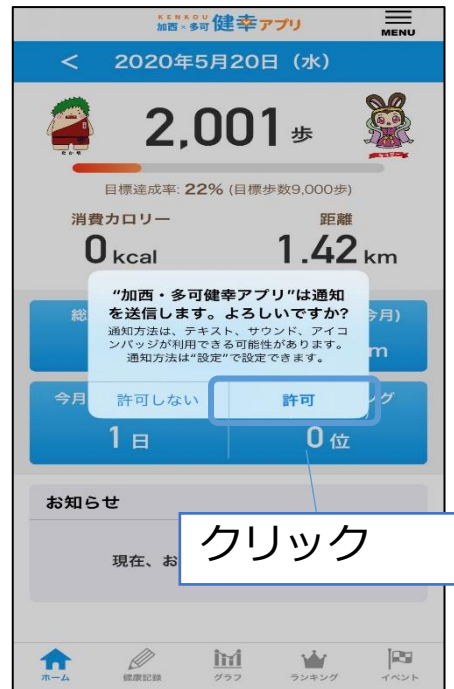 KENKOU
加西×多可 健幸アプリ
MENU
< 2020年5月20日（水）
2,001 歩
目標達成率: 22% (目標歩数9,000歩)
消費カロリー 距離
0 kcal 1.42 km
"加西・多可健幸アプリ"は通知
を送信します。よろしいですか?
通知方法は、テキスト、サウンド、アイコ
ンバッジが利用できる可能性があります。
通知方法は"設定"で設定できます。
総 今月)
m
今月 許可しない 許可 グ
1 日 0 位
お知らせ
クリック
現在、お
ホーム 健康記録 グラフ ランキング イベント